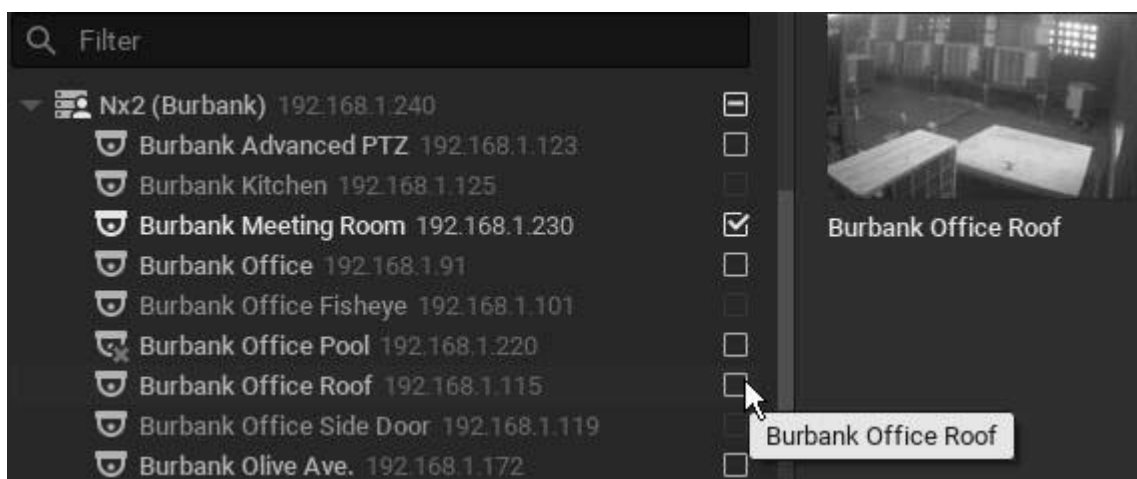 Filter
Nx2 (Burbank) 192.168.1.240
Burbank Advanced PTZ 192.168.1.123
Burbank Kitchen 192.168.1.125
Burbank Meeting Room 192.168.1.230
Burbank Office 192.168.1.91
Burbank Office Fisheye 192.168.1.101
Burbank Office Pool 192.168.1.220
Burbank Office Roof 192.168.1.115
Burbank Office Side Door 192.168.1.119
Burbank Olive Ave. 192.168.1.172
Burbank Office Roof
Burbank Office Roof